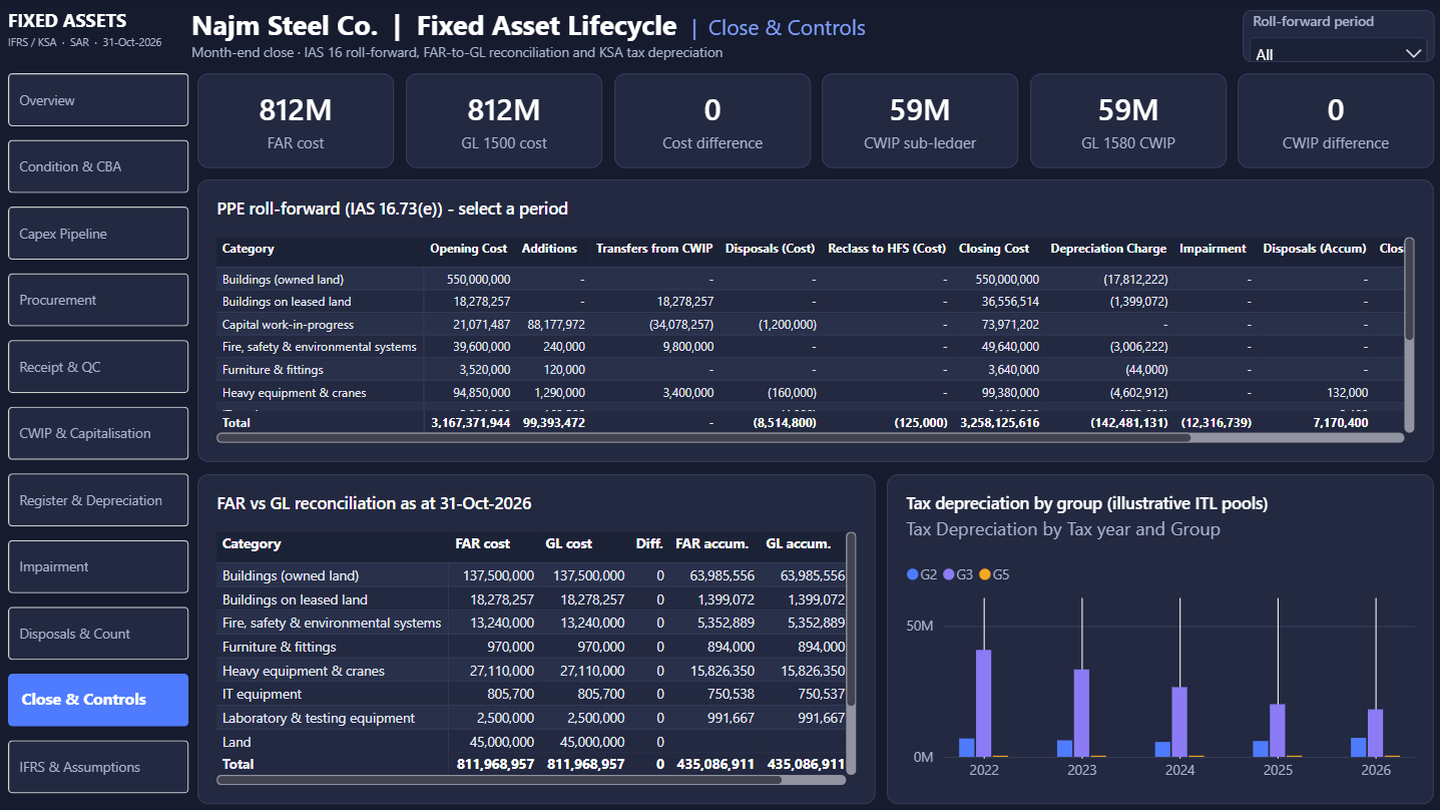 FIXED ASSETS
IFRS / KSA · SAR · 31-Oct-2026
Najm Steel Co. | Fixed Asset Lifecycle | Close & Controls
Month-end close · IAS 16 roll-forward, FAR-to-GL reconciliation and KSA tax depreciation
Roll-forward period
All
Overview
Condition & CBA
Capex Pipeline
Procurement
Receipt & QC
CWIP & Capitalisation
Register & Depreciation
Impairment
Disposals & Count
Close & Controls
IFRS & Assumptions
812M
FAR cost
812M
GL 1500 cost
0
Cost difference
59M
CWIP sub-ledger
59M
GL 1580 CWIP
0
CWIP difference
PPE roll-forward (IAS 16.73(e)) - select a period
Category Opening Cost Additions Transfers from CWIP Disposals (Cost) Reclass to HFS (Cost) Closing Cost Depreciation Charge Impairment Disposals (Accum) Clos
Buildings (owned land) 550,000,000 - - - - 550,000,000 (17,812,222) - -
Buildings on leased land 18,278,257 - 18,278,257 - - 36,556,514 (1,399,072) - -
Capital work-in-progress 21,071,487 88,177,972 (34,078,257) (1,200,000) - 73,971,202 - - -
Fire, safety & environmental systems 39,600,000 240,000 9,800,000 - - 49,640,000 (3,006,222) - -
Furniture & fittings 3,520,000 120,000 - - - 3,640,000 (44,000) - -
Heavy equipment & cranes 94,850,000 1,290,000 3,400,000 (160,000) - 99,380,000 (4,602,912) - 132,000
Total 3,167,371,944 99,393,472 - (8,514,800) (125,000) 3,258,125,616 (142,481,131) (12,316,739) 7,170,400
FAR vs GL reconciliation as at 31-Oct-2026
Category FAR cost GL cost Diff. FAR accum. GL accum.
Buildings (owned land) 137,500,000 137,500,000 0 63,985,556 63,985,556
Buildings on leased land 18,278,257 18,278,257 0 1,399,072 1,399,072
Fire, safety & environmental systems 13,240,000 13,240,000 0 5,352,889 5,352,889
Furniture & fittings 970,000 970,000 0 894,000 894,000
Heavy equipment & cranes 27,110,000 27,110,000 0 15,826,350 15,826,350
IT equipment 805,700 805,700 0 750,538 750,537
Laboratory & testing equipment 2,500,000 2,500,000 0 991,667 991,667
Land 45,000,000 45,000,000 0
Total 811,968,957 811,968,957 0 435,086,911 435,086,911
Tax depreciation by group (illustrative ITL pools)
Tax Depreciation by Tax year and Group
G2 G3 G5
50M
0M
2022 2023 2024 2025 2026